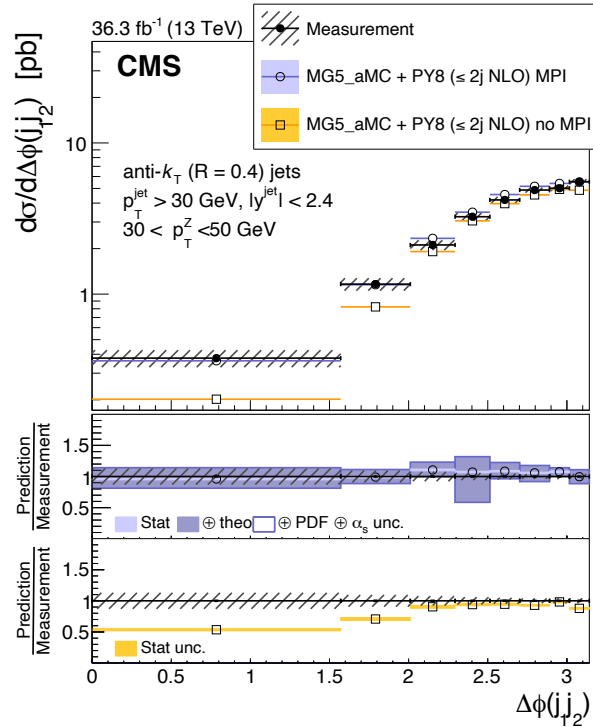 36.3 fb⁻¹ (13 TeV)
Measurement
MG5_aMC + PY8 (≤ 2j NLO) MPI
MG5_aMC + PY8 (≤ 2j NLO) no MPI
CMS
dσ/dΔϕ(j₁j₂) [pb]
10
1
anti-k_T (R = 0.4) jets
p_T^jet > 30 GeV, |y^jet| < 2.4
30 < p_T^Z <50 GeV
Prediction
Measurement
1.5
1
0.5
Stat ⊕ theo ⊕ PDF ⊕ α_s unc.
Prediction
Measurement
1.5
1
0.5
Stat unc.
0 0.5 1 1.5 2 2.5 3
Δϕ(j₁j₂)